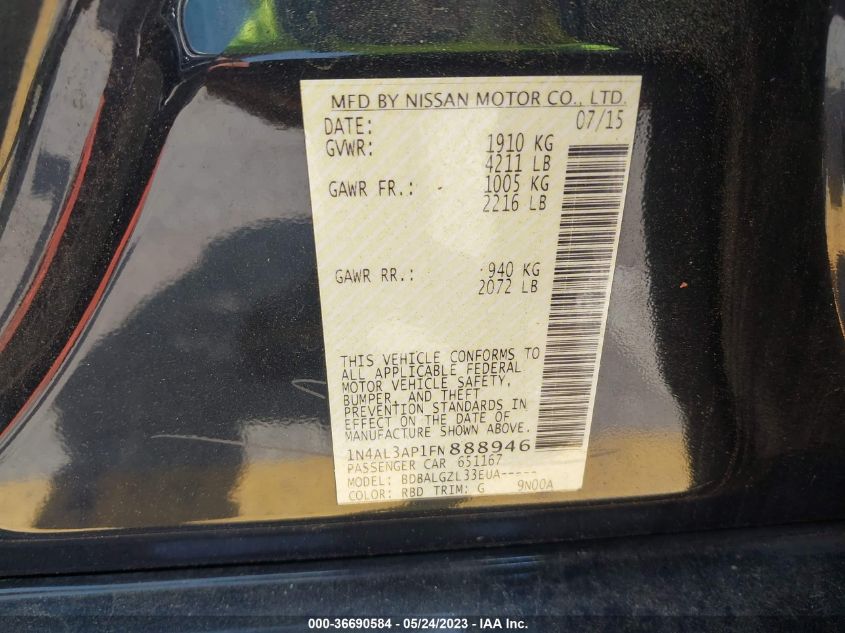 MFD BY NISSAN MOTOR CO., LTD.
DATE: 07/15
GVWR: 1910 KG
4211 LB
GAWR FR.: 1005 KG
2216 LB
GAWR RR.: 940 KG
2072 LB
THIS VEHICLE CONFORMS TO
ALL APPLICABLE FEDERAL
MOTOR VEHICLE SAFETY,
BUMPER, AND THEFT
PREVENTION STANDARDS IN
EFFECT ON THE DATE OF
MANUFACTURE SHOWN ABOVE.
1N4AL3AP1FN888946
PASSENGER CAR 651167
MODEL: BDBALGZL33EUA-----
COLOR: RBD TRIM: G 9N00A
000-36690584 - 05/24/2023 - Copyright © 2023 IAA, Inc.